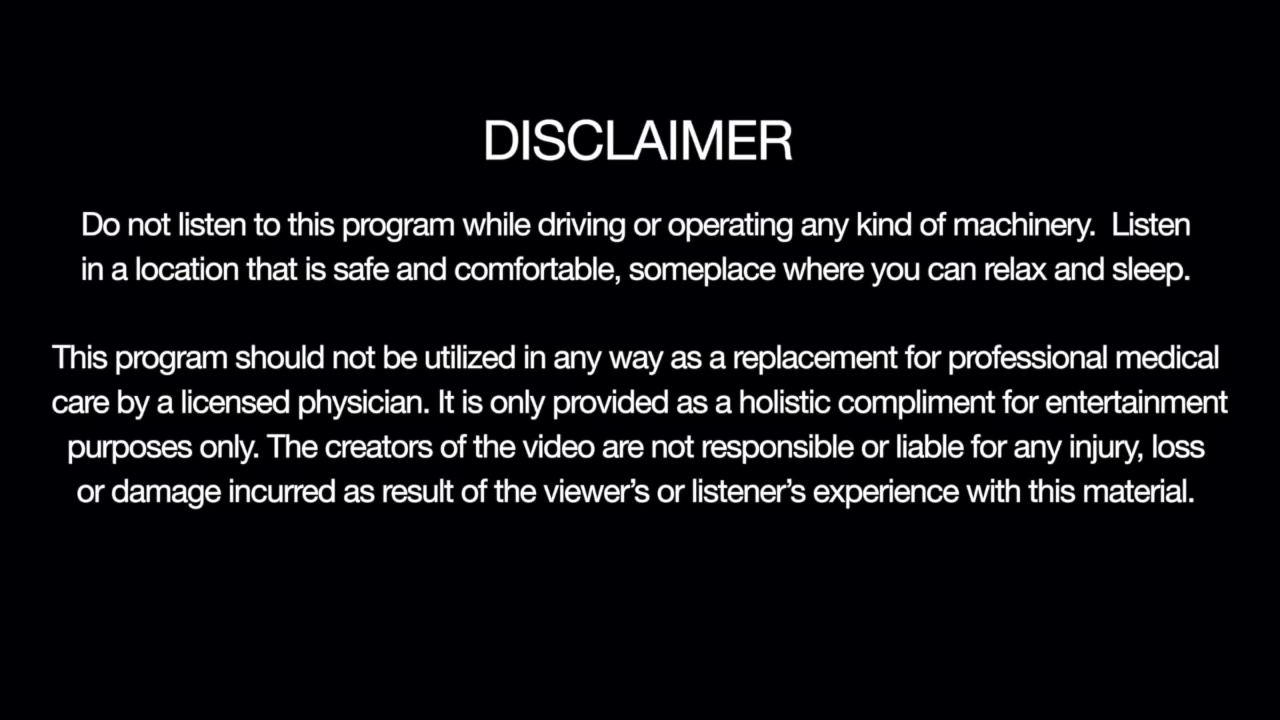 DISCLAIMER
Do not listen to this program while driving or operating any kind of machinery.  Listen
in a location that is safe and comfortable, someplace where you can relax and sleep.
This program should not be utilized in any way as a replacement for professional medical
care by a licensed physician. It is only provided as a holistic compliment for entertainment
purposes only. The creators of the video are not responsible or liable for any injury, loss
or damage incurred as result of the viewer’s or listener’s experience with this material.